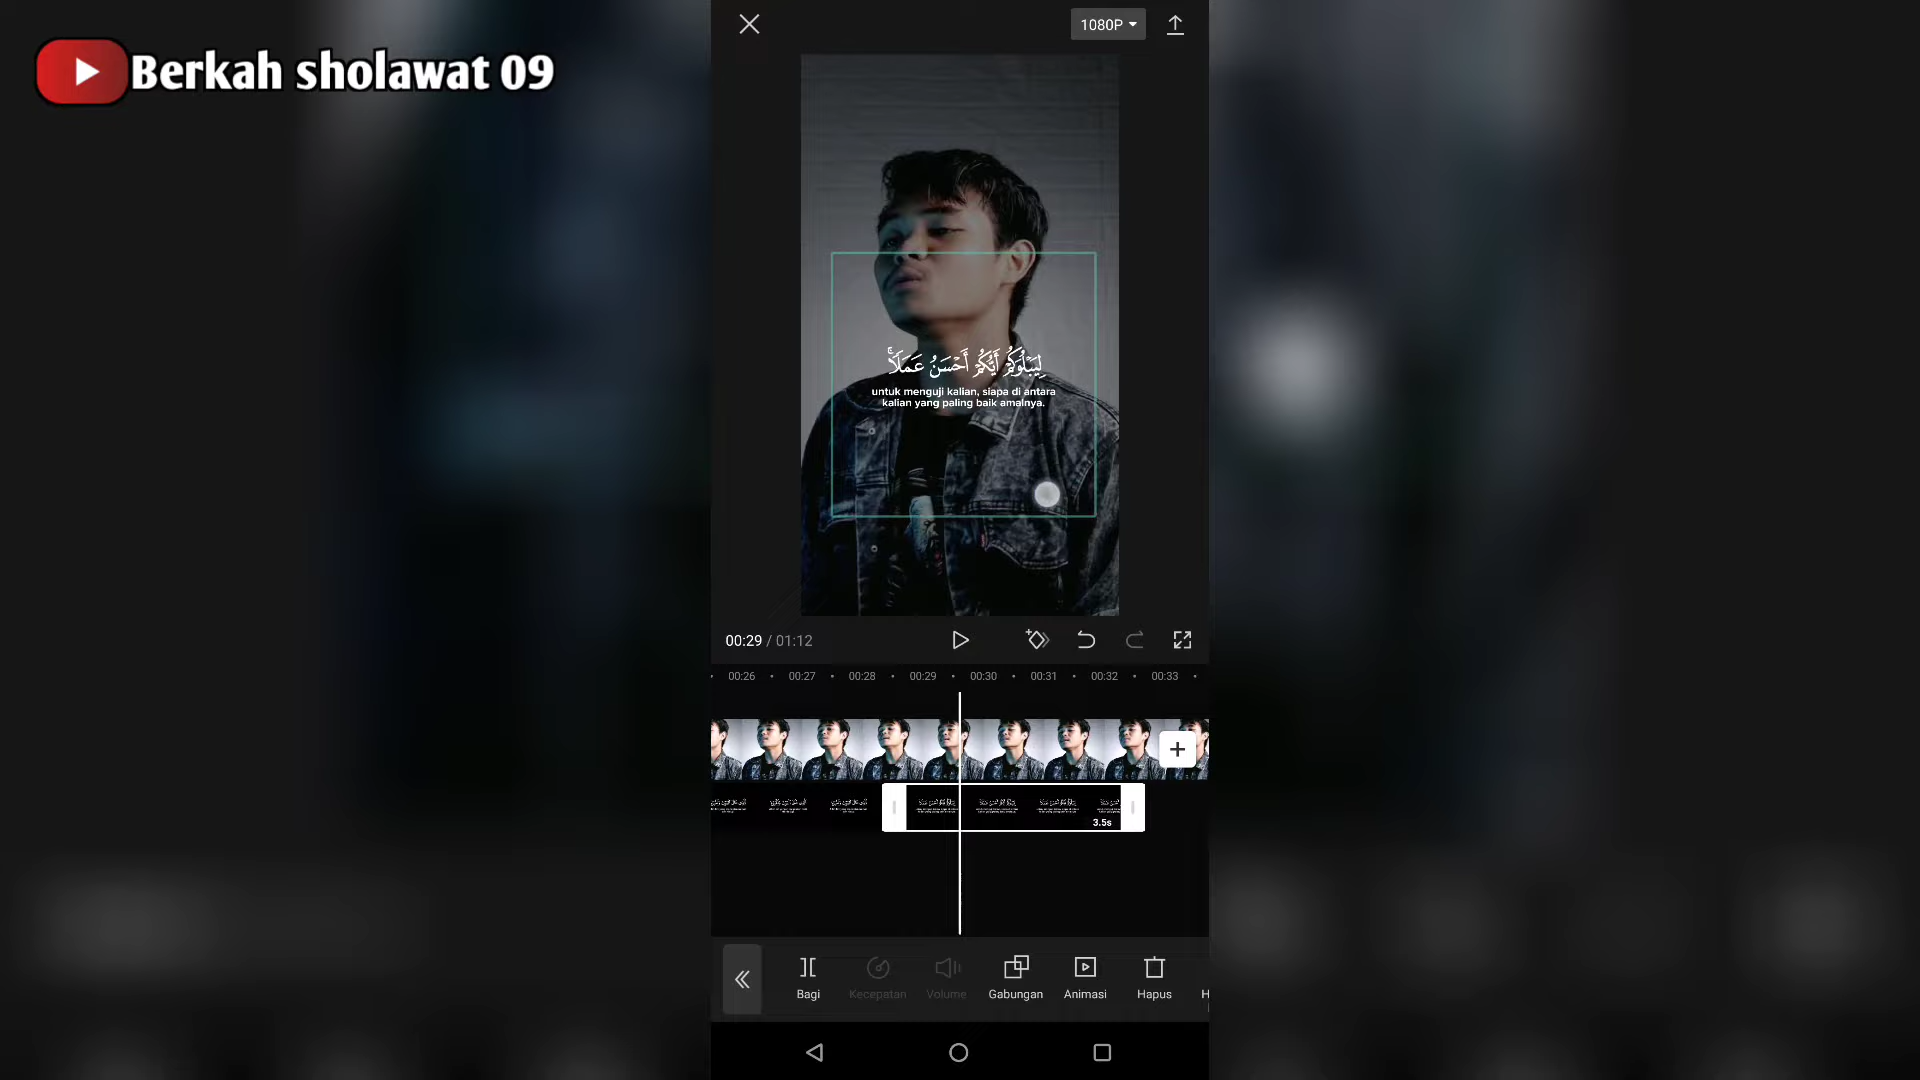 Berkah sholawat 09
1080P
لِيَبْلُوَكُمْ أَيُّكُمْ أَحْسَنُ عَمَلًاۚ
untuk menguji kalian, siapa di antara
kalian yang paling baik amalnya.
00:29 / 01:12
00:26 00:27 00:28 00:29 00:30 00:31 00:32 00:33
3.5s
Bagi Kecepatan Volume Gabungan Animasi Hapus